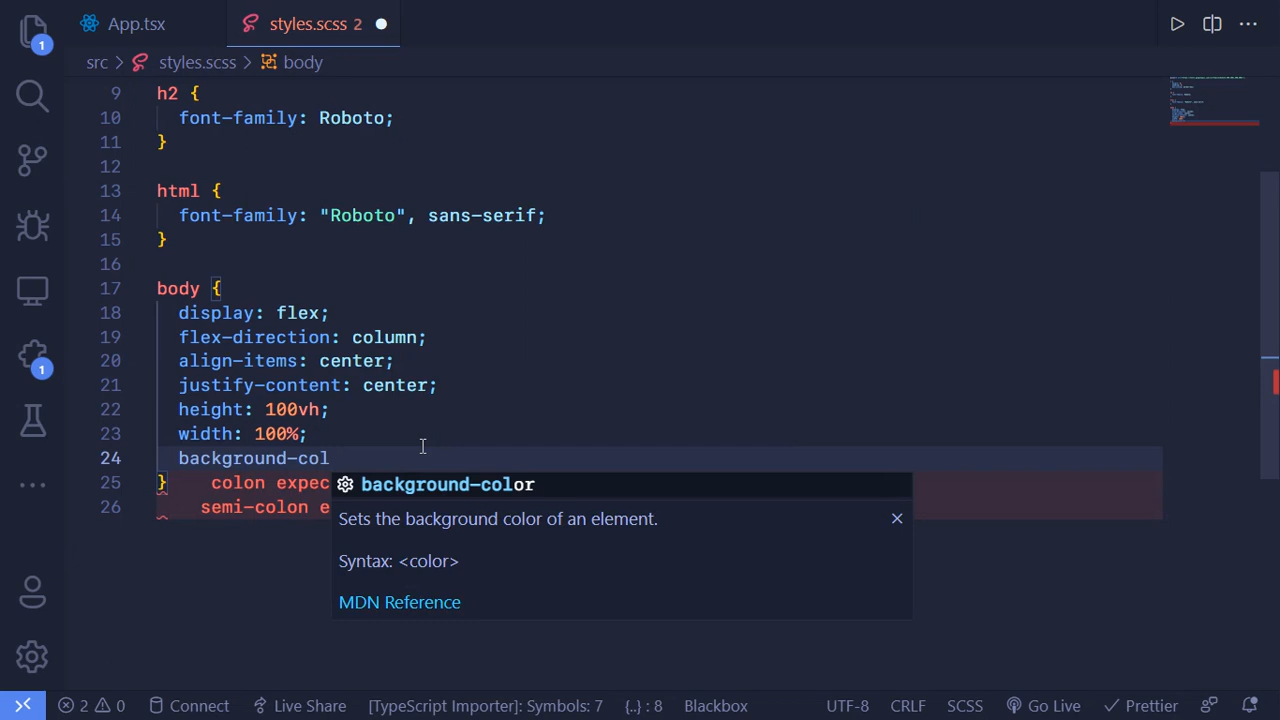 App.tsx styles.scss 2
1
src > styles.scss > body
9 h2 {
10 font-family: Roboto;
11 }
12
13 html {
14 font-family: "Roboto", sans-serif;
15 }
16
17 body {
18 display: flex;
19 flex-direction: column;
20 align-items: center;
21 justify-content: center;
22 height: 100vh;
23 width: 100%;
24 background-col
25 } colon expec
26 semi-colon e
background-color
Sets the background color of an element.
Syntax: <color>
MDN Reference
1
2 0 Connect Live Share [TypeScript Importer]: Symbols: 7 {..} : 8 Blackbox UTF-8 CRLF SCSS Go Live Prettier